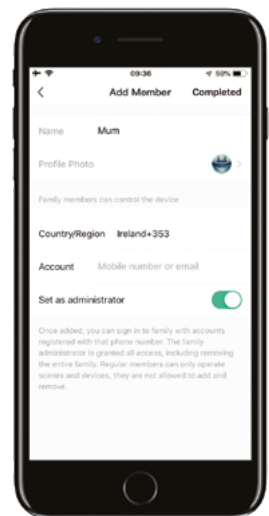 09:36 59%
Add Member Completed
Name Mum
Profile Photo
Family members can control the device
Country/Region Ireland+353
Account Mobile number or email
Set as administrator
Once added, you can sign in to family with accounts
registered with that phone number. The family
administrator is granted all access, including removing
the entire family. Regular members can only operate
scenes and devices, they are not allowed to add and
remove.